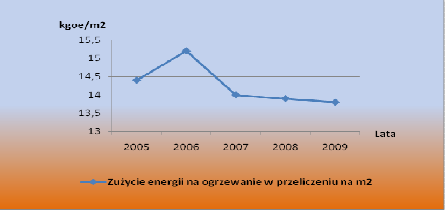 kgoe/m2
15,5
15
14,5
14
13,5
13
2005 2006 2007 2008 2009
Lata
Zużycie energii na ogrzewanie w przeliczeniu na m2